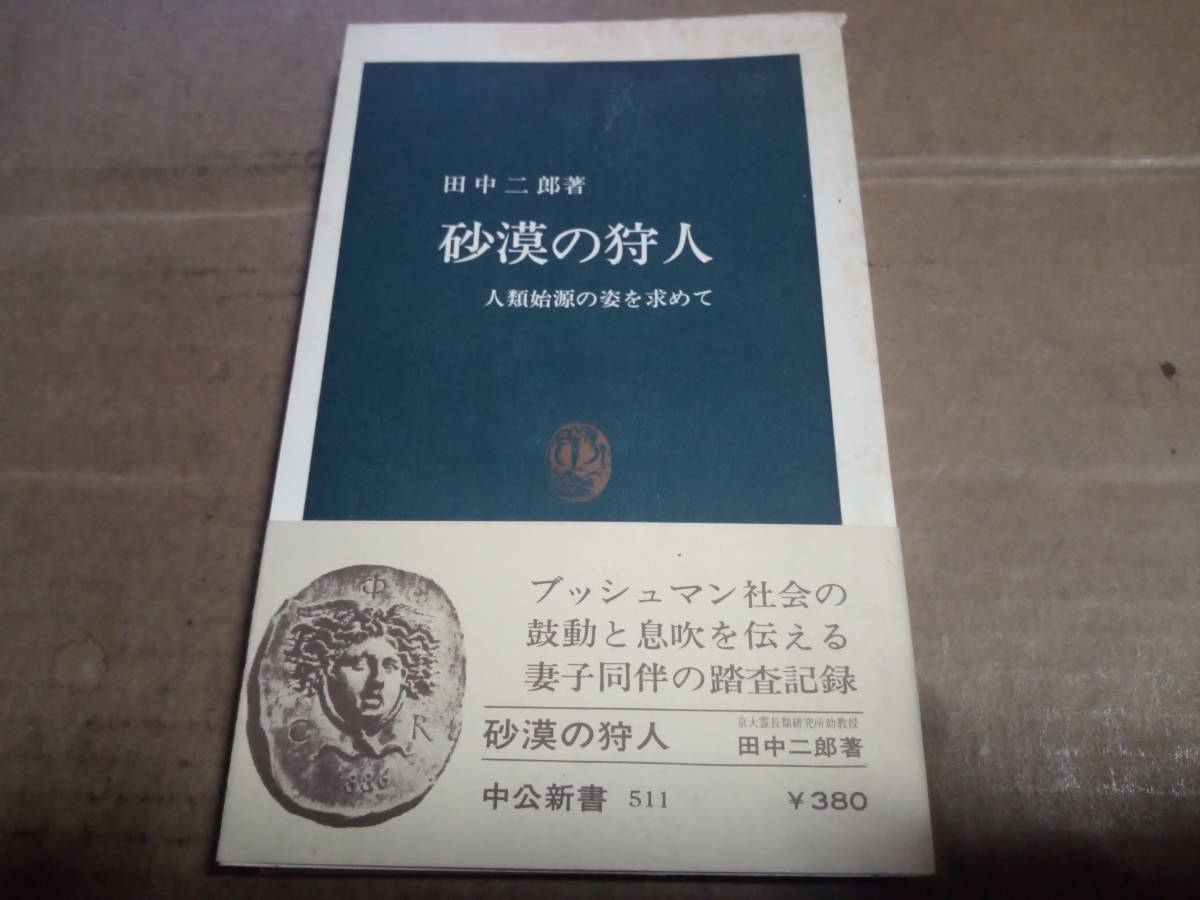 田中二郎著
砂漠の狩人
人類始源の姿を求めて
ブッシュマン社会の
鼓動と息吹を伝える
妻子同伴の踏査記録
Φ
C R
886
砂漠の狩人
京大霊長類研究所助教授
田中二郎著
中公新書 511
￥380